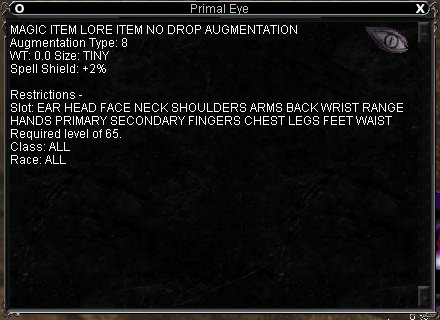 Primal Eye
MAGIC ITEM LORE ITEM NO DROP AUGMENTATION
Augmentation Type: 8
WT: 0.0 Size: TINY
Spell Shield: +2%
Restrictions -
Slot: EAR HEAD FACE NECK SHOULDERS ARMS BACK WRIST RANGE
HANDS PRIMARY SECONDARY FINGERS CHEST LEGS FEET WAIST
Required level of 65.
Class: ALL
Race: ALL